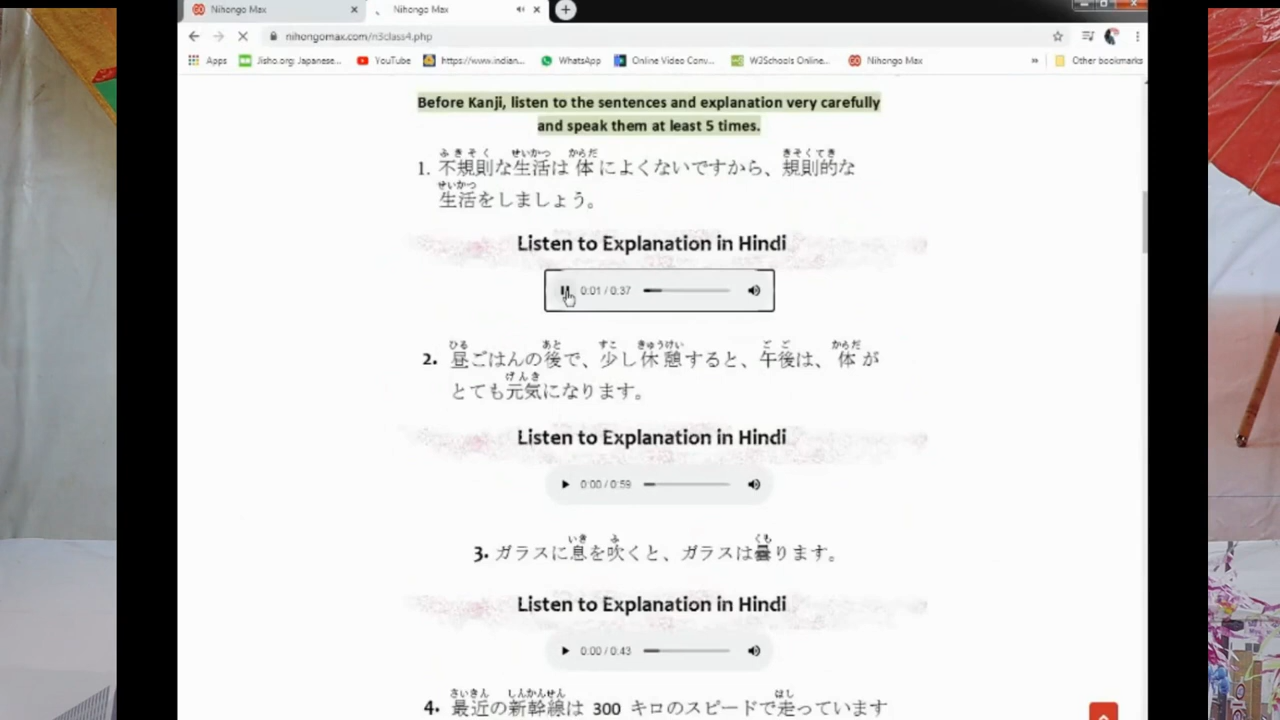 Nihongo Max
Nihongo Max
nihongomax.com/n3class4.php
Apps
Jisho.org: Japanese...
YouTube
https://www.indian...
WhatsApp
Online Video Conv...
W3Schools Online...
Nihongo Max
»
Other bookmarks
Before Kanji, listen to the sentences and explanation very carefully
and speak them at least 5 times.
ふきそく せいかつ からだ きそくてき
1. 不規則な生活は体によくないですから、規則的な
せいかつ
生活をしましょう。
Listen to Explanation in Hindi
0:01 / 0:37
ひる あと すこ きゅうけい ごご からだ
2. 昼ごはんの後で、少し休憩すると、午後は、体が
げんき
とても元気になります。
Listen to Explanation in Hindi
0:00 / 0:59
いき ふ くも
3. ガラスに息を吹くと、ガラスは曇ります。
Listen to Explanation in Hindi
0:00 / 0:43
さいきん しんかんせん はし
4. 最近の新幹線は 300 キロのスピードで走っています